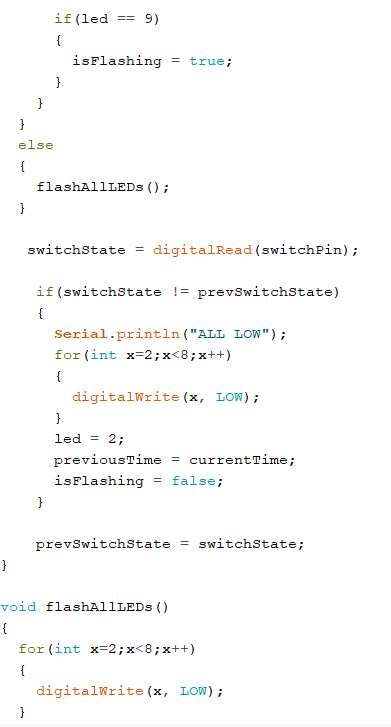 if(led == 9)
{
isFlashing = true;
}
}
}
else
{
flashAllLEDs();
}
switchState = digitalRead(switchPin);
if(switchState != prevSwitchState)
{
Serial.println("ALL LOW");
for(int x=2;x<8;x++)
{
digitalWrite(x, LOW);
}
led = 2;
previousTime = currentTime;
isFlashing = false;
}
prevSwitchState = switchState;
}
void flashAllLEDs()
{
for(int x=2;x<8;x++)
{
digitalWrite(x, LOW);
}